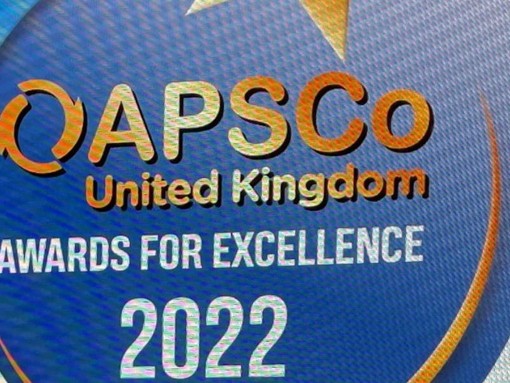 APSCo
United Kingdom
AWARDS FOR EXCELLENCE
2022